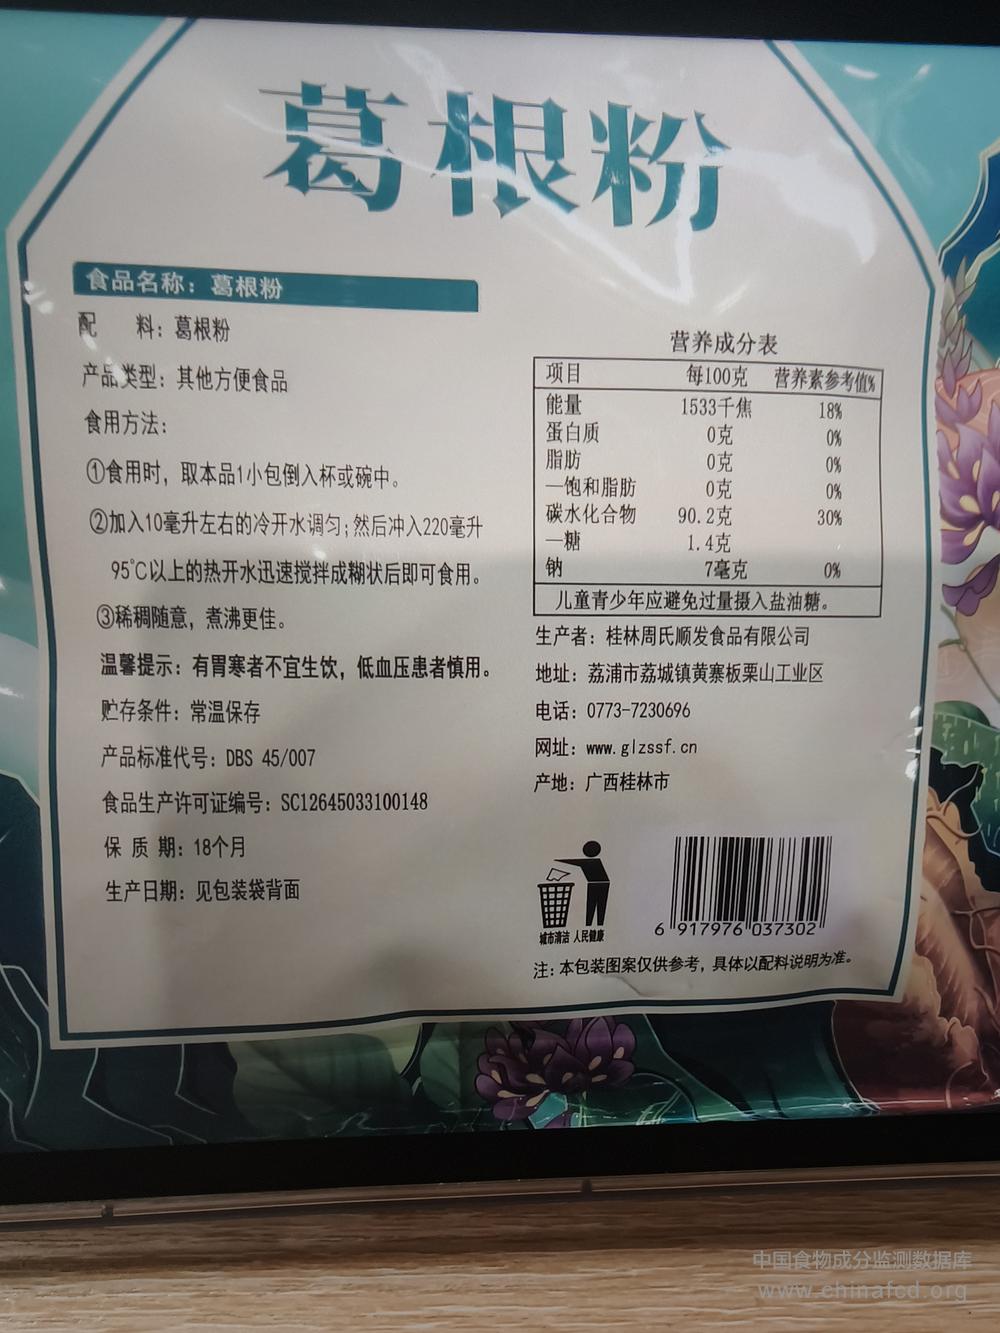 葛根粉
食品名称：葛根粉
配 料：葛根粉
产品类型：其他方便食品
食用方法：
①食用时，取本品1小包倒入杯或碗中。
②加入10毫升左右的冷开水调匀；然后冲入220毫升
95℃以上的热开水迅速搅拌成糊状后即可食用。
③稀稠随意，煮沸更佳。
温馨提示：有胃寒者不宜生饮，低血压患者慎用。
贮存条件：常温保存
产品标准代号：DBS 45/007
食品生产许可证编号：SC12645033100148
保 质 期：18个月
生产日期：见包装袋背面
营养成分表
项目 每100克 营养素参考值%
能量 1533千焦 18%
蛋白质 0克 0%
脂肪 0克 0%
—饱和脂肪 0克 0%
碳水化合物 90.2克 30%
—糖 1.4克
钠 7毫克 0%
儿童青少年应避免过量摄入盐油糖。
生产者：桂林周氏顺发食品有限公司
地址：荔浦市荔城镇黄寨板栗山工业区
电话：0773-7230696
网址：www.glzssf.cn
产地：广西桂林市
城市清洁 人民健康
6 917976 037302
注：本包装图案仅供参考，具体以配料说明为准。
中国食物成分监测数据库
www.chinafcd.org